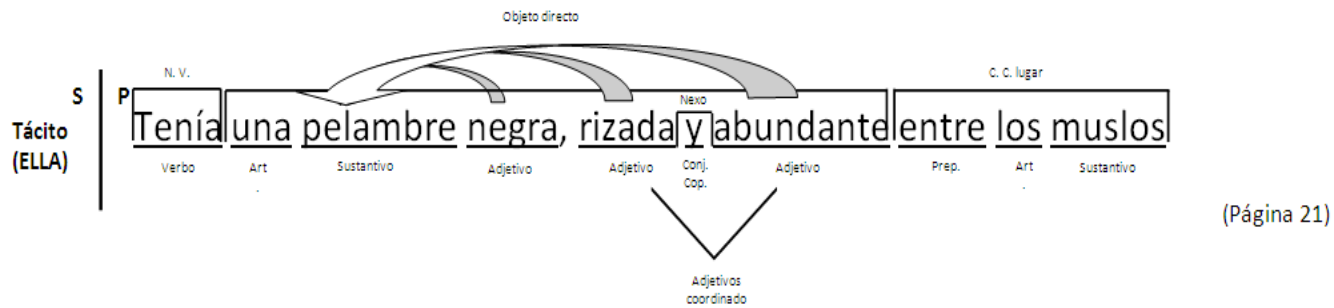 Objeto directo
N. V.
C. C. lugar
S P
Nexo
Tácito
(ELLA)
Tenía una pelambre negra, rizada y abundante entre los muslos
Verbo Art. Sustantivo Adjetivo Adjetivo Conj. Cop. Adjetivo Prep. Art. Sustantivo
(Página 21)
Adjetivos
coordinado